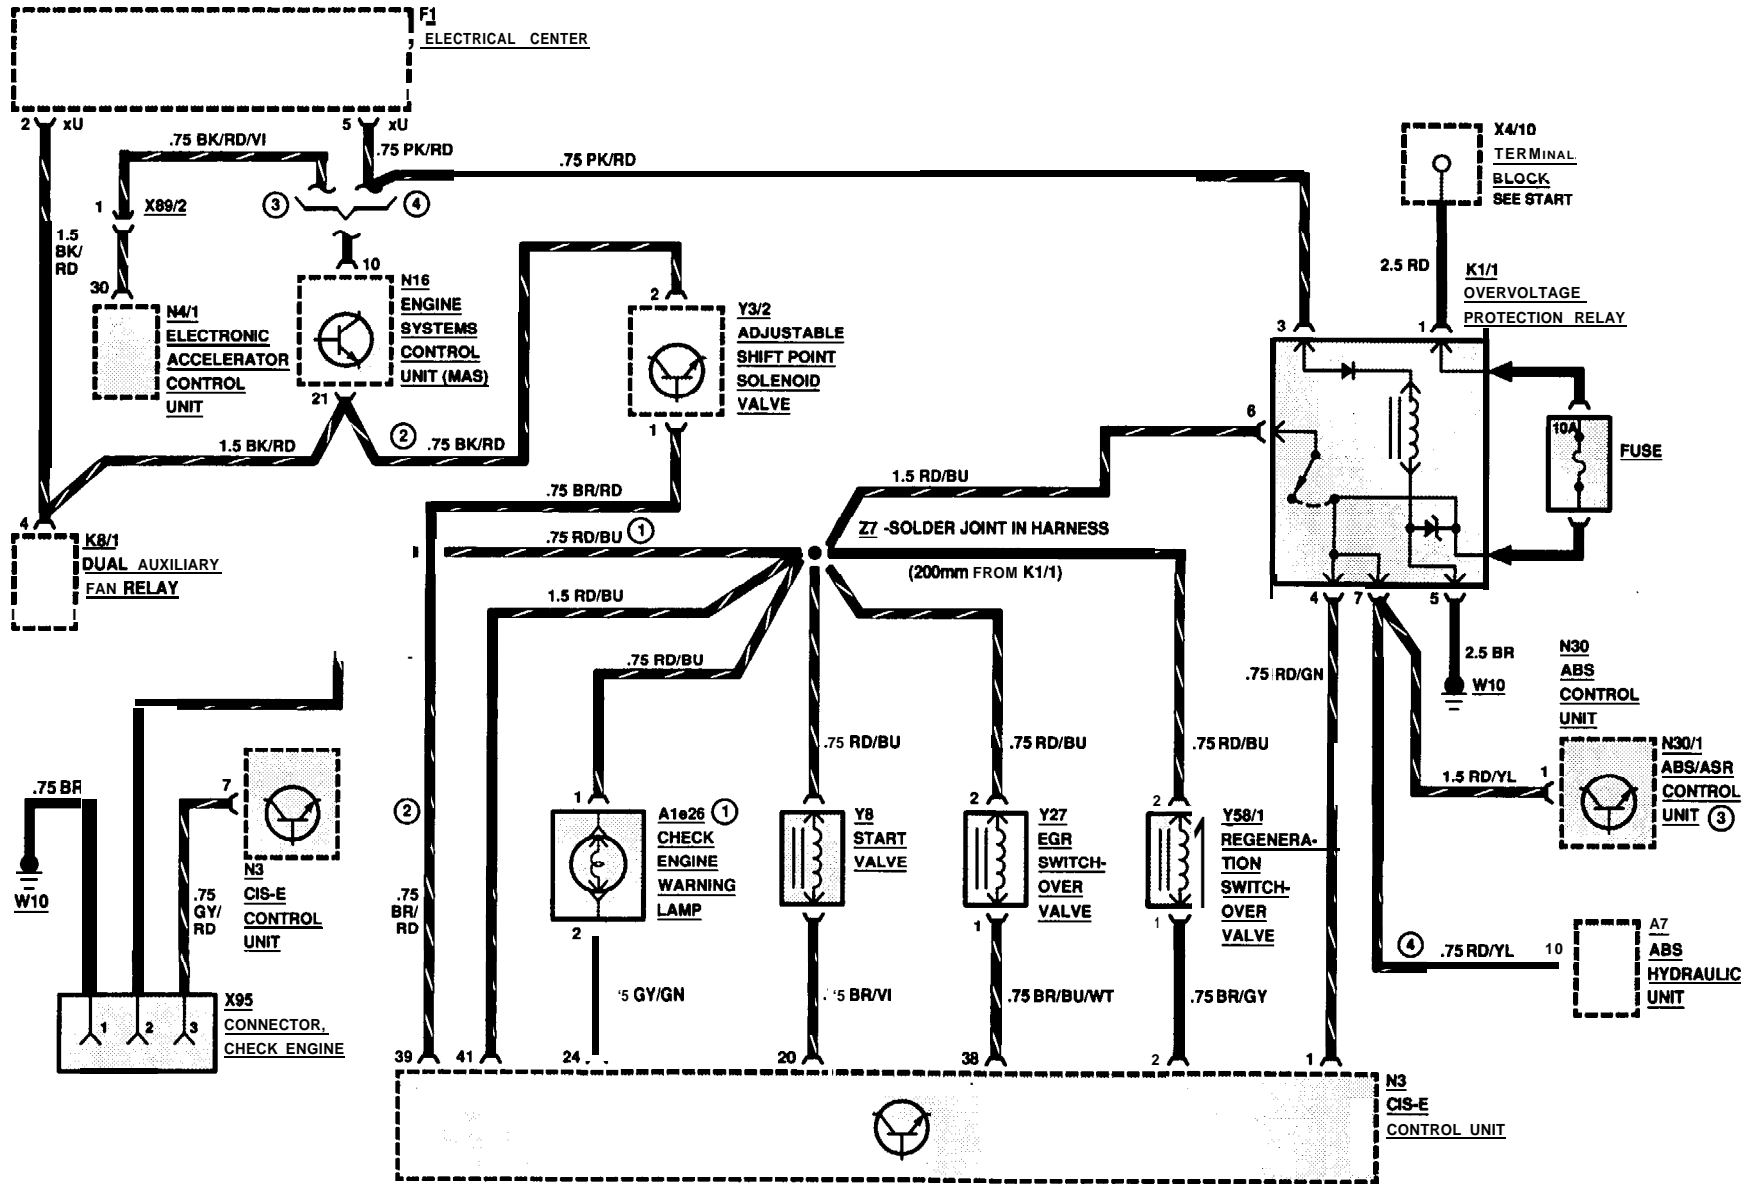 F1
ELECTRICAL CENTER
2 xU
5 xU
.75 BK/RD/VI
.75 PK/RD
.75 PK/RD
X4/10
TERMINAL
BLOCK
SEE START
1 X89/2
3
4
1.5
BK/
RD
2.5 RD
10
30
N4/1
ELECTRONIC
ACCELERATOR
CONTROL
UNIT
N16
ENGINE
SYSTEMS
CONTROL
UNIT (MAS)
2
Y3/2
ADJUSTABLE
SHIFT POINT
SOLENOID
VALVE
K1/1
OVERVOLTAGE
PROTECTION RELAY
3
1
21
1.5 BK/RD
2
.75 BK/RD
1
6
10A
FUSE
.75 BR/RD
1.5 RD/BU
4
K8/1
DUAL AUXILIARY
FAN RELAY
.75 RD/BU 1
Z7 -SOLDER JOINT IN HARNESS
(200mm FROM K1/1)
1.5 RD/BU
4
7
5
.75 RD/BU
.75 RD/GN
2.5 BR
W10
N30
ABS
CONTROL
UNIT
.75 RD/BU
.75 RD/BU
.75 RD/BU
N30/1
ABS/ASR
CONTROL
UNIT 3
1.5 RD/YL
1
.75 BR
7
W10
N3
CIS-E
CONTROL
UNIT
.75
GY/
RD
2
.75
BR/
RD
1
A1e26 1
CHECK
ENGINE
WARNING
LAMP
2
Y8
START
VALVE
2
Y27
EGR
SWITCH-
OVER
VALVE
1
2
Y58/1
REGENERA-
TION
SWITCH-
OVER
VALVE
1
4
.75 RD/YL
10
A7
ABS
HYDRAULIC
UNIT
'5 GY/GN
'5 BR/VI
.75 BR/BU/WT
.75 BR/GY
X95
CONNECTOR,
CHECK ENGINE
1
2
3
39
41
24
20
38
2
1
N3
CIS-E
CONTROL UNIT